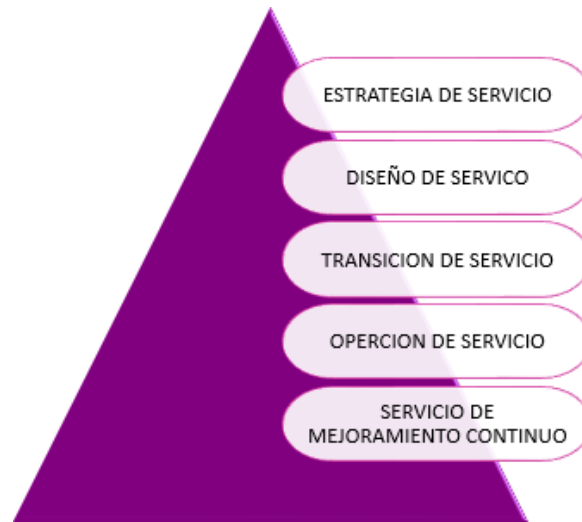 ESTRATEGIA DE SERVICIO
DISEÑO DE SERVICO
TRANSICION DE SERVICIO
OPERCION DE SERVICIO
SERVICIO DE
MEJORAMIENTO CONTINUO